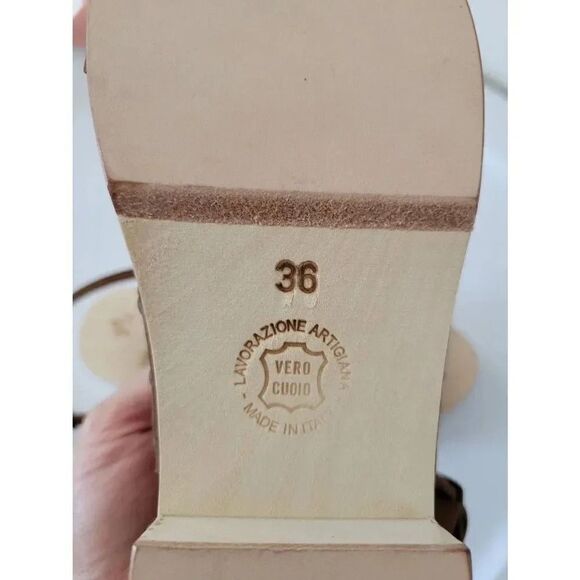 36
LAVORAZIONE ARTIGIANA
VERO
CUOIO
- MADE IN ITALY